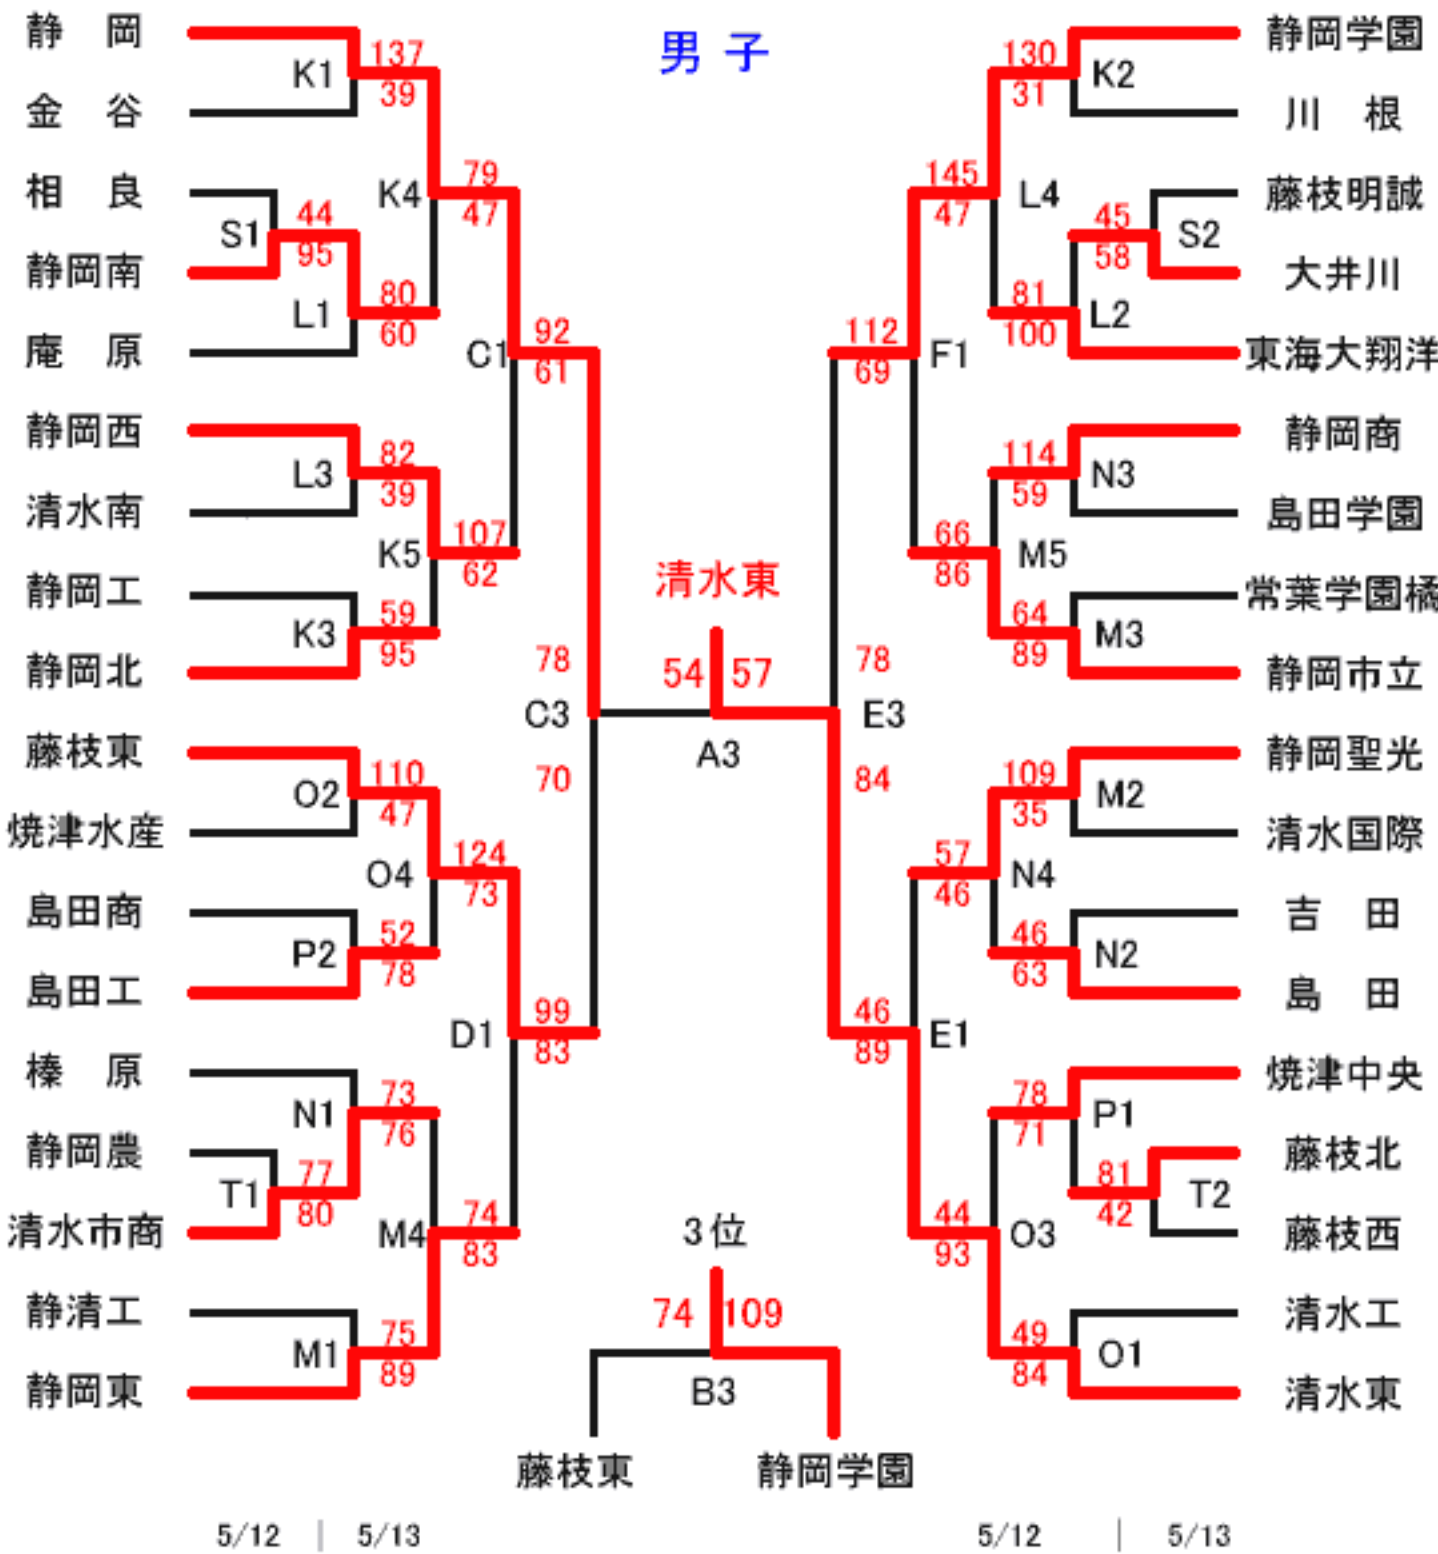 男子
静岡
金谷
相良
静岡南
庵原
静岡西
清水南
静岡工
静岡北
藤枝東
焼津水産
島田商
島田工
榛原
静岡農
清水市商
静清工
静岡東
K1
137
39
S1
44
95
L1
80
60
K4
79
47
L3
82
39
K3
59
95
K5
107
62
C1
92
61
O2
110
47
P2
52
78
O4
124
73
N1
73
76
T1
77
80
M4
74
83
M1
75
89
D1
99
83
C3
78
70
清水東
54
57
A3
E3
78
84
3位
74
109
B3
藤枝東
静岡学園
F1
112
69
L4
145
47
K2
130
31
S2
45
58
L2
81
100
N3
114
59
M5
66
86
M3
64
89
M2
109
35
N4
57
46
N2
46
63
E1
46
89
P1
78
71
T2
81
42
O3
44
93
O1
49
84
静岡学園
川根
藤枝明誠
大井川
東海大翔洋
静岡商
島田学園
常葉学園橘
静岡市立
静岡聖光
清水国際
吉田
島田
焼津中央
藤枝北
藤枝西
清水工
清水東
5/12 | 5/13
5/12 | 5/13